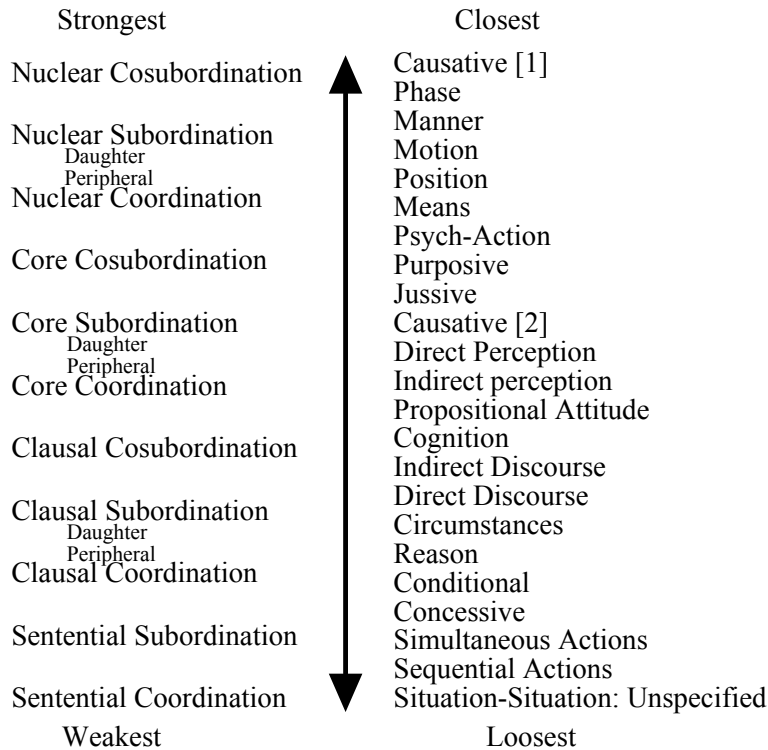 Strongest
Closest
Nuclear Cosubordination
Nuclear Subordination
Daughter
Peripheral
Nuclear Coordination
Core Cosubordination
Core Subordination
Daughter
Peripheral
Core Coordination
Clausal Cosubordination
Clausal Subordination
Daughter
Peripheral
Clausal Coordination
Sentential Subordination
Sentential Coordination
Weakest
Causative [1]
Phase
Manner
Motion
Position
Means
Psych-Action
Purposive
Jussive
Causative [2]
Direct Perception
Indirect perception
Propositional Attitude
Cognition
Indirect Discourse
Direct Discourse
Circumstances
Reason
Conditional
Concessive
Simultaneous Actions
Sequential Actions
Situation-Situation: Unspecified
Loosest